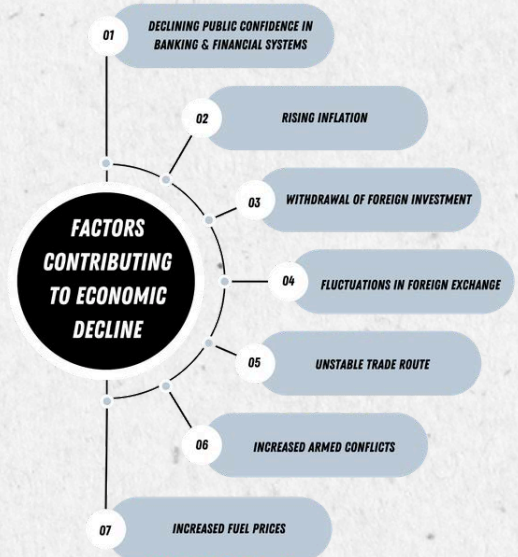 01
DECLINING PUBLIC CONFIDENCE IN
BANKING & FINANCIAL SYSTEMS
02
RISING INFLATION
03
WITHDRAWAL OF FOREIGN INVESTMENT
FACTORS
CONTRIBUTING
TO ECONOMIC
DECLINE
04
FLUCTUATIONS IN FOREIGN EXCHANGE
05
UNSTABLE TRADE ROUTE
06
INCREASED ARMED CONFLICTS
07
INCREASED FUEL PRICES